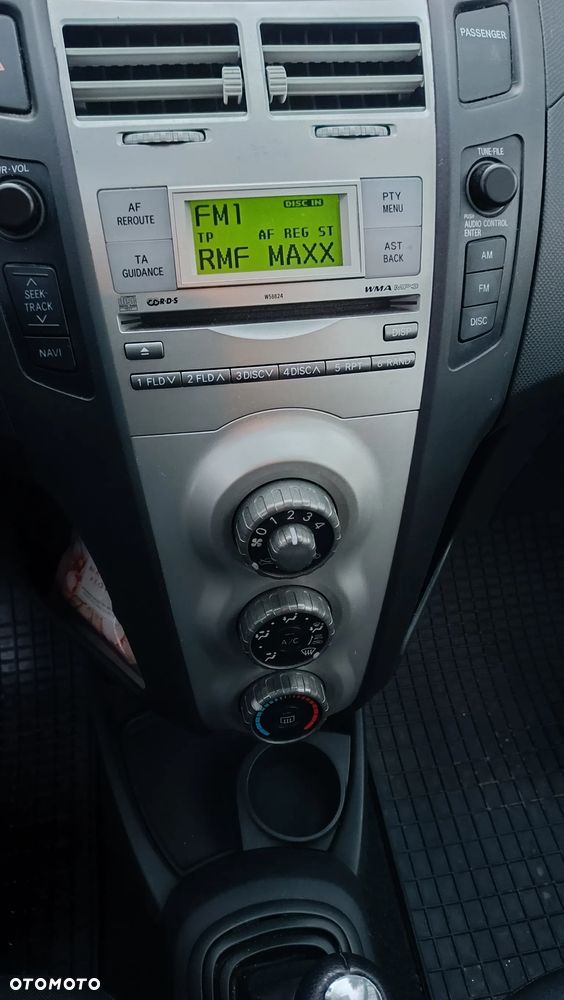 PASSENGER
PWR·VOL
TUNE·FILE
AF
REROUTE
PTY
MENU
FM1
DISC IN
TP
AF REG ST
RMF MAXX
TA
GUIDANCE
AST
BACK
PUSH
AUDIO CONTROL
ENTER
SEEK·
TRACK
AM
FM
DISC
NAVI
R·D·S
W58824
WMA MP3
DISP
1 FLD
2 FLD
3 DISC
4 DISC
5 RPT
6 RAND
0 1 2 3 4
A/C
OTOMOTO